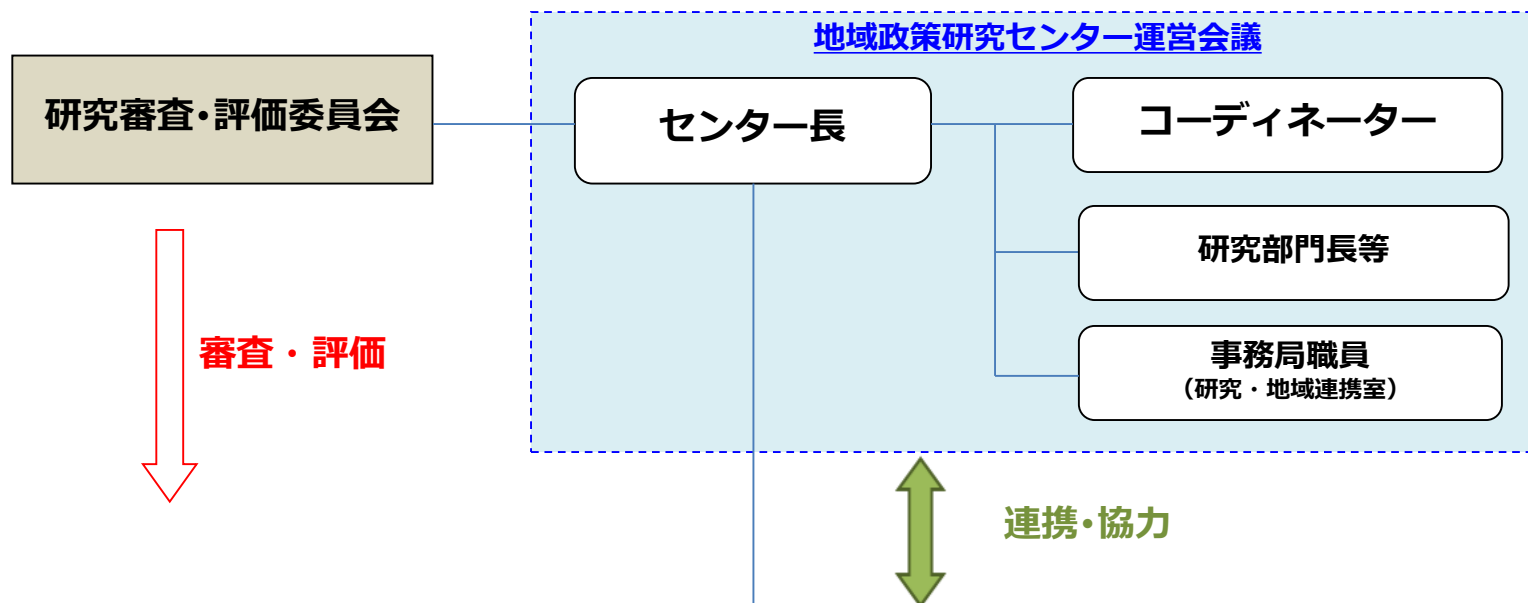 地域政策研究センター運営会議
研究審査・評価委員会
センター長
コーディネーター
研究部門長等
事務局職員
（研究・地域連携室）
審査・評価
連携・協力